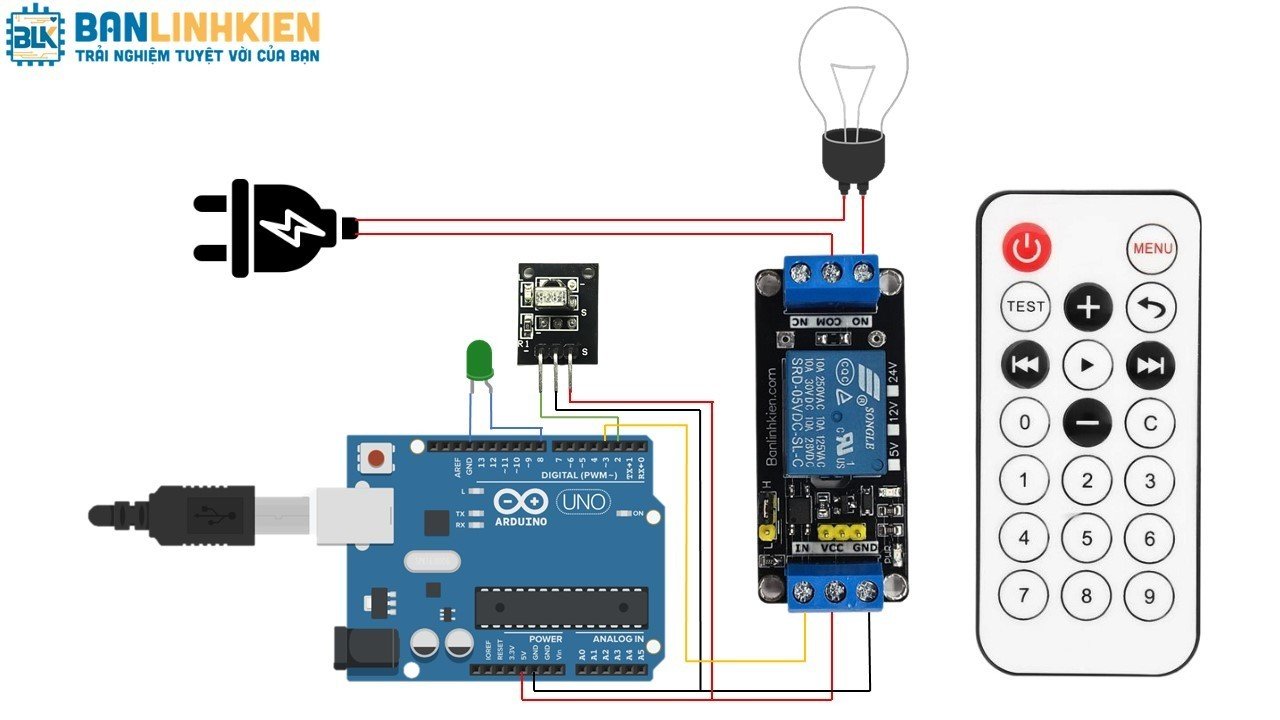 BLK
BANLINHKIEN
TRẢI NGHIỆM TUYỆT VỜI CỦA BẠN
MENU
TEST
0
C
1
2
3
4
5
6
7
8
9
S
R1
-
S
NC COM NO
Banlinhkien.com
SONGLE
10A 250VAC 10A 125VAC
10A 30VDC 10A 28VDC
SRD-05VDC-SL-C
CQC
US
5V 12V 24V
H
L
PWR
IN VCC GND
AREF
GND
13
12
~11
~10
~9
8
7
~6
~5
4
~3
2
TX→1
RX←0
DIGITAL (PWM~)
L
TX
RX
ARDUINO
UNO
ON
POWER
ANALOG IN
IOREF
RESET
3.3V
5V
GND
GND
Vin
A0
A1
A2
A3
A4
A5